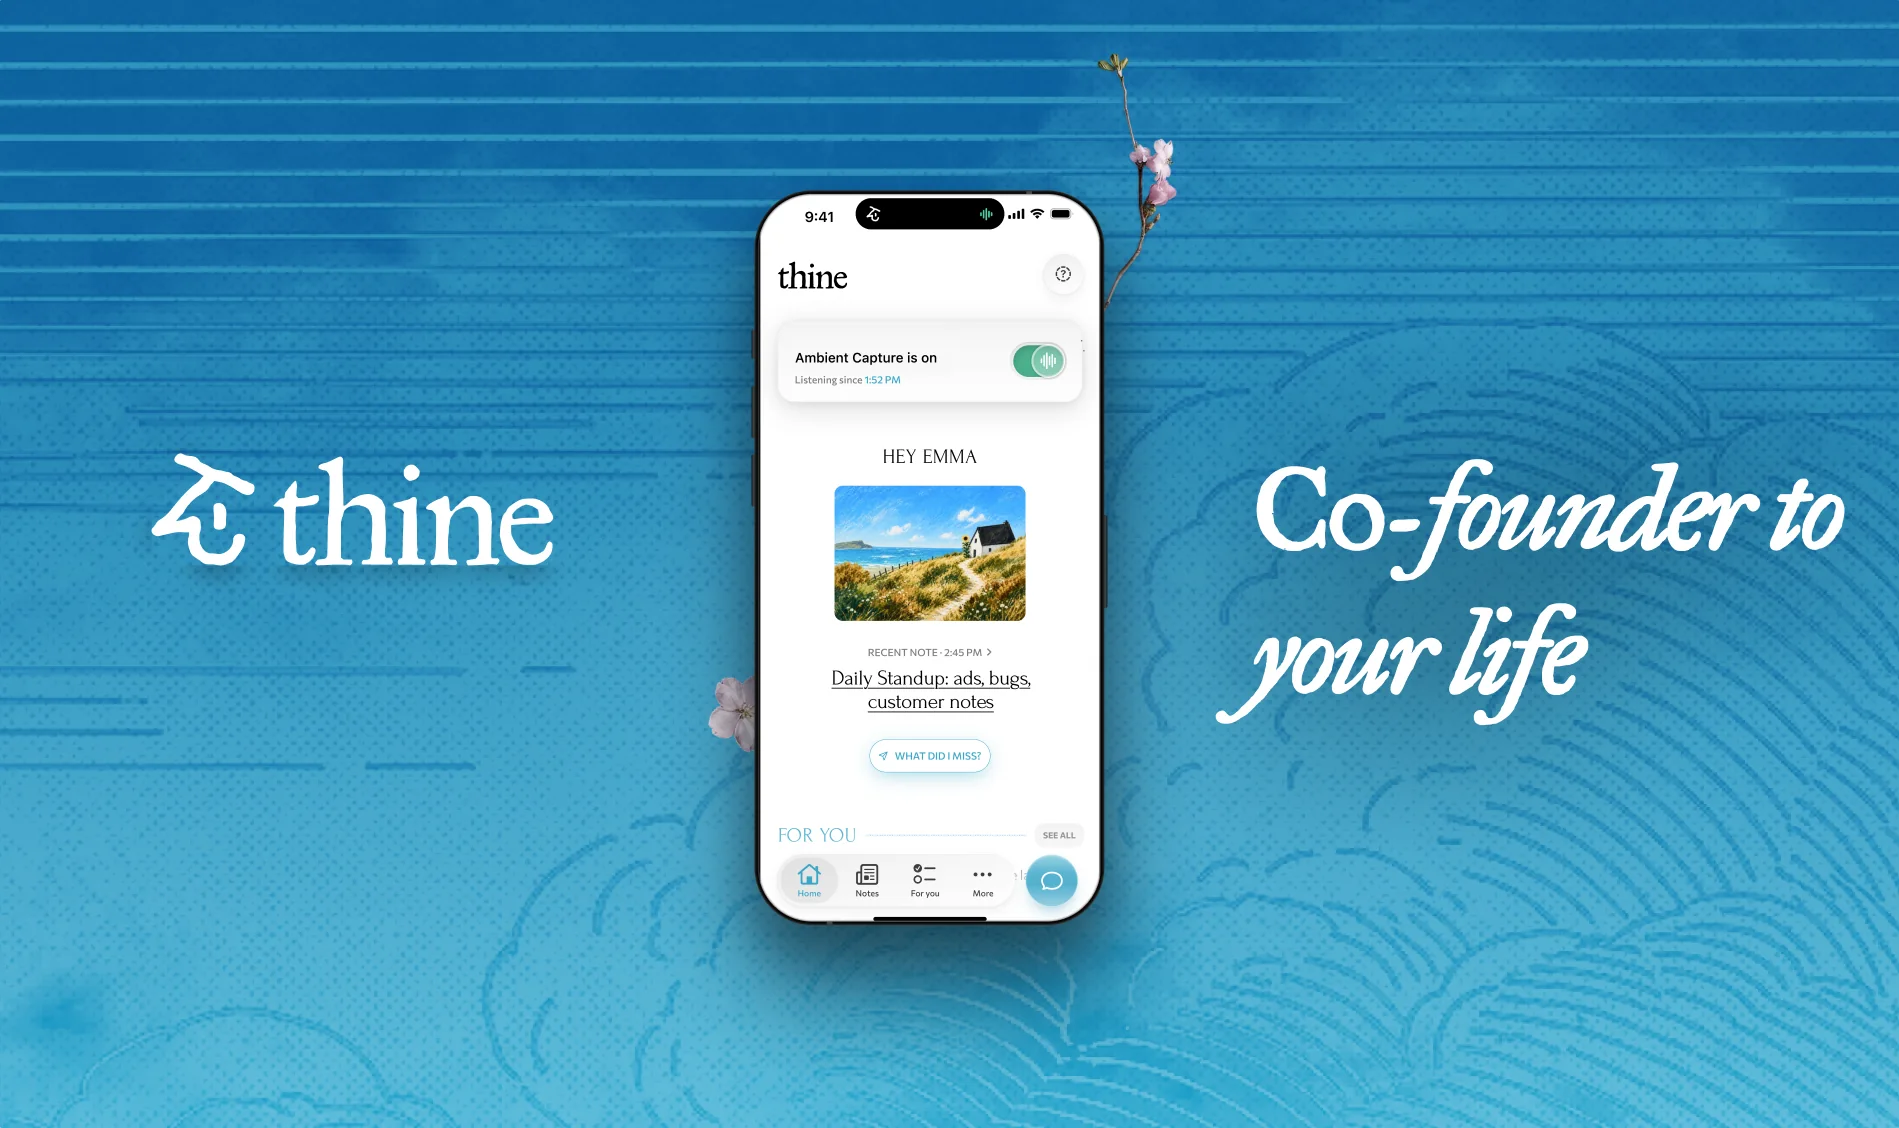 thine
9:41
thine
Ambient Capture is on
Listening since 1:52 PM
HEY EMMA
RECENT NOTE · 2:45 PM >
Daily Standup: ads, bugs,
customer notes
WHAT DID I MISS?
FOR YOU
SEE ALL
Home
Notes
For you
More
Co-founder to
your life